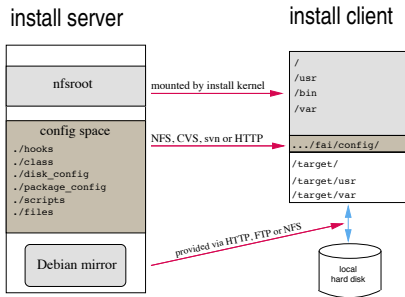 install server
install client
nfsroot
mounted by install kernel
/
/usr
/bin
/var
config space
./hooks
./class
./disk_config
./package_config
./scripts
./files
NFS, CVS, svn or HTTP
.../fai/config/
/target/
/target/usr
/target/var
Debian mirror
provided via HTTP, FTP or NFS
local
hard disk